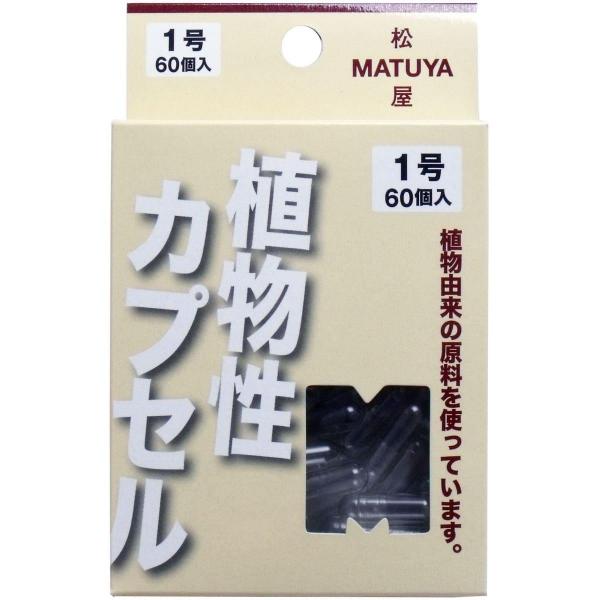 1号
60個入
松
MATUYA
屋
1号
60個入
植物性
カプセル
植物由来の原料を使っています。